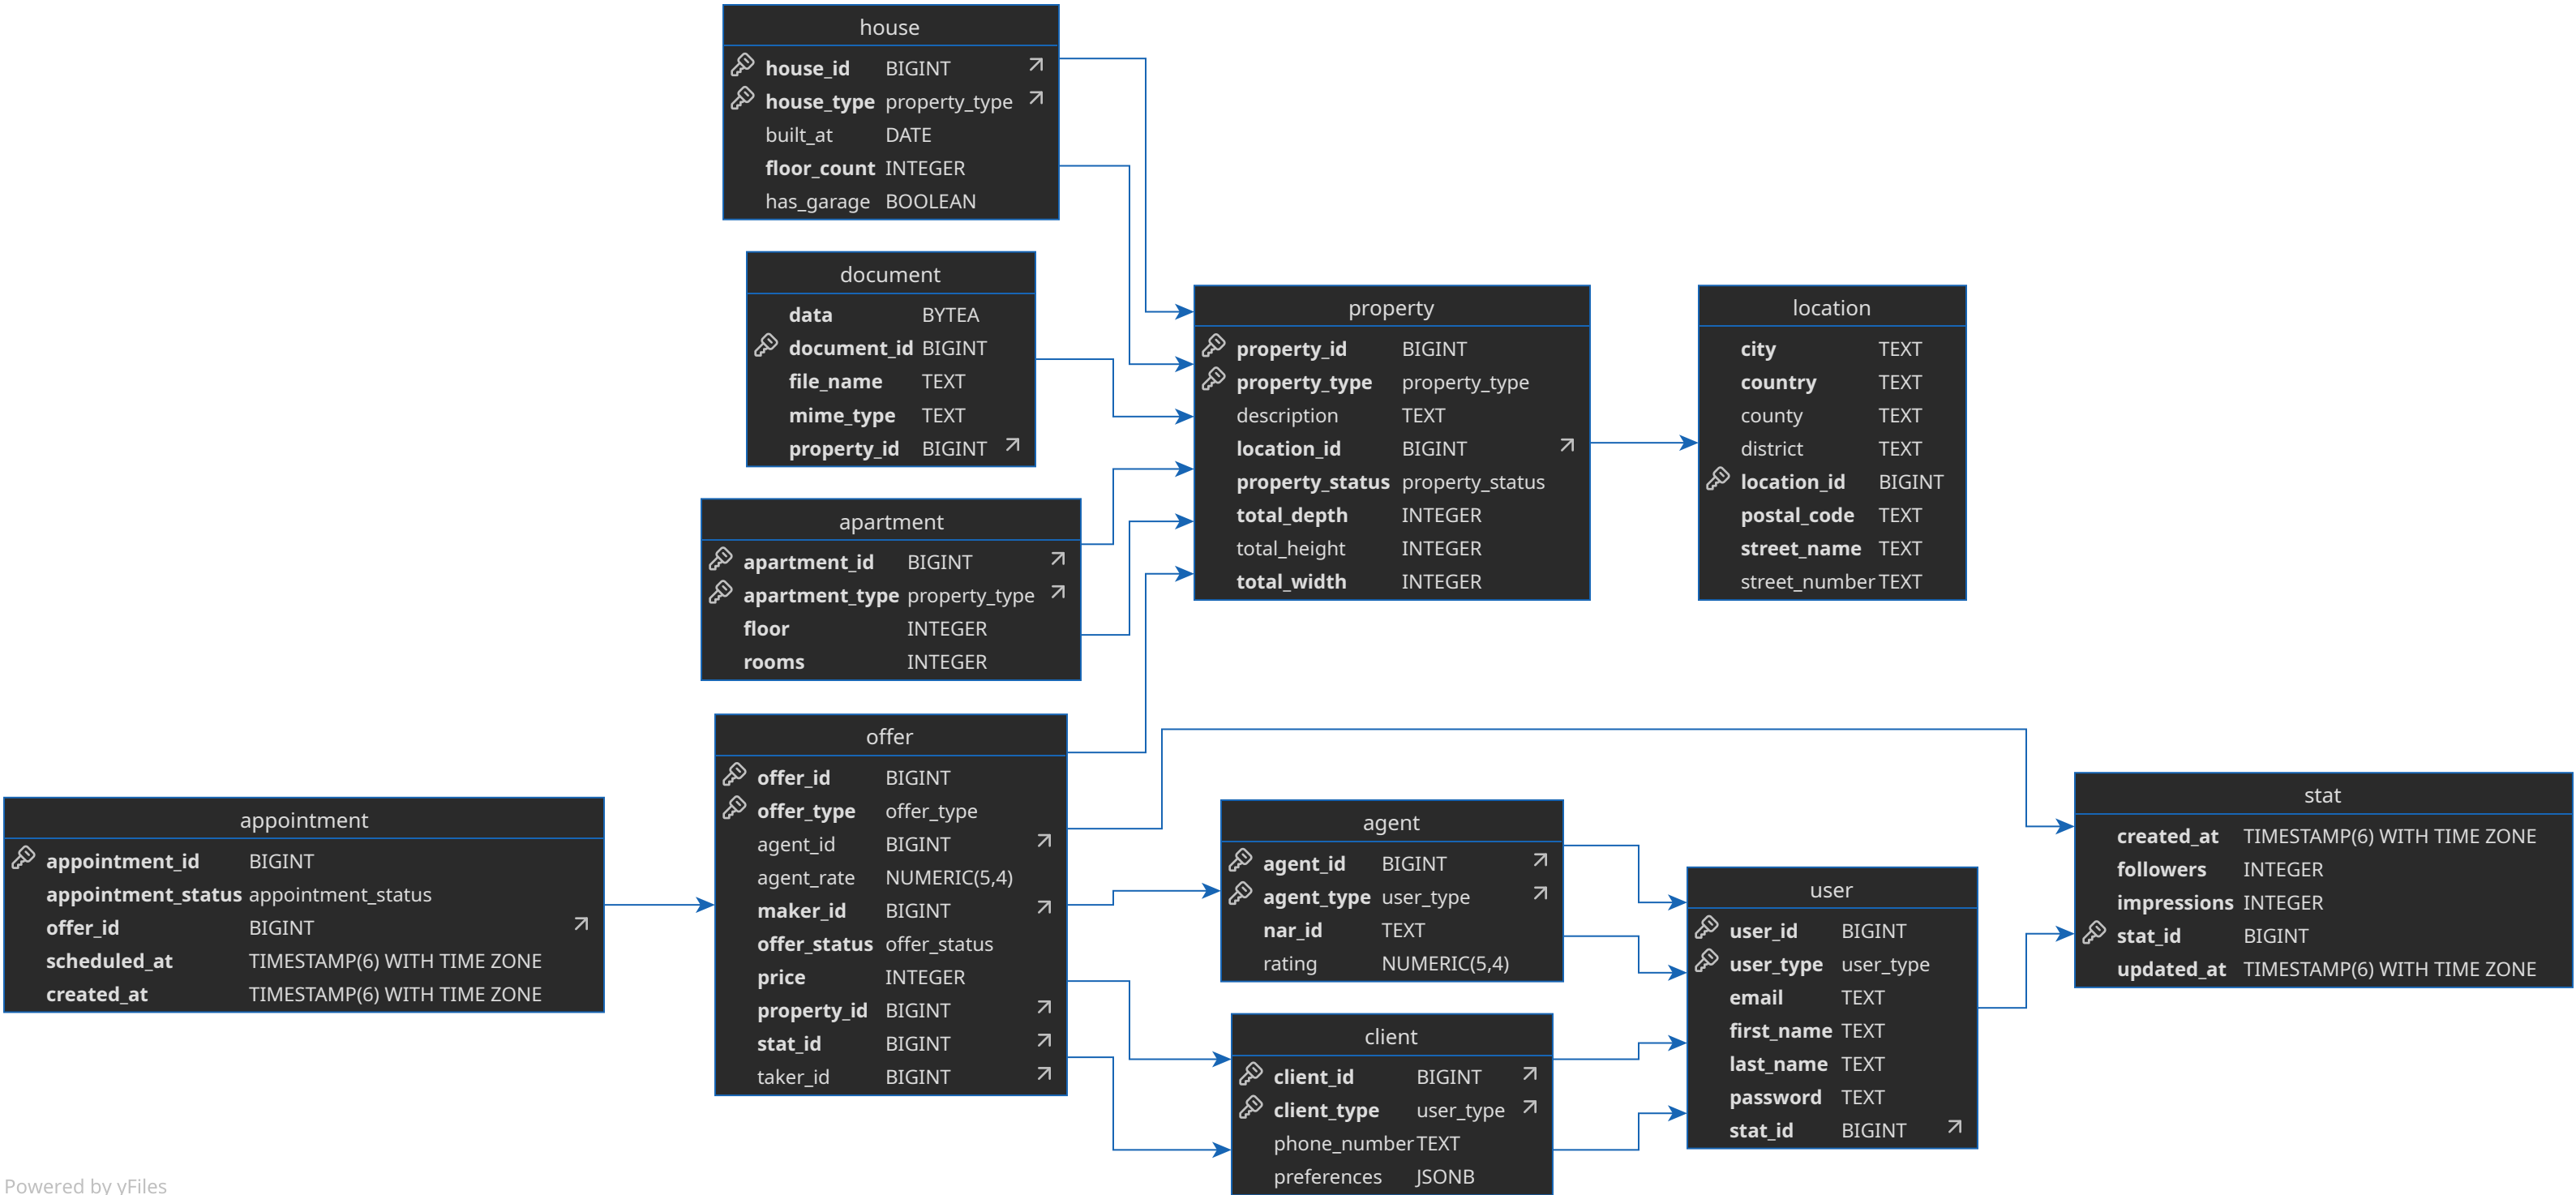 house
house_id BIGINT
house_type property_type
built_at DATE
floor_count INTEGER
has_garage BOOLEAN
document
data BYTEA
document_id BIGINT
file_name TEXT
mime_type TEXT
property_id BIGINT
property
property_id BIGINT
property_type property_type
description TEXT
location_id BIGINT
property_status property_status
total_depth INTEGER
total_height INTEGER
total_width INTEGER
location
city TEXT
country TEXT
county TEXT
district TEXT
location_id BIGINT
postal_code TEXT
street_name TEXT
street_number TEXT
apartment
apartment_id BIGINT
apartment_type property_type
floor INTEGER
rooms INTEGER
offer
offer_id BIGINT
offer_type offer_type
agent_id BIGINT
agent_rate NUMERIC(5,4)
maker_id BIGINT
offer_status offer_status
price INTEGER
property_id BIGINT
stat_id BIGINT
taker_id BIGINT
appointment
appointment_id BIGINT
appointment_status appointment_status
offer_id BIGINT
scheduled_at TIMESTAMP(6) WITH TIME ZONE
created_at TIMESTAMP(6) WITH TIME ZONE
agent
agent_id BIGINT
agent_type user_type
nar_id TEXT
rating NUMERIC(5,4)
client
client_id BIGINT
client_type user_type
phone_number TEXT
preferences JSONB
user
user_id BIGINT
user_type user_type
email TEXT
first_name TEXT
last_name TEXT
password TEXT
stat_id BIGINT
stat
created_at TIMESTAMP(6) WITH TIME ZONE
followers INTEGER
impressions INTEGER
stat_id BIGINT
updated_at TIMESTAMP(6) WITH TIME ZONE
Powered by yFiles